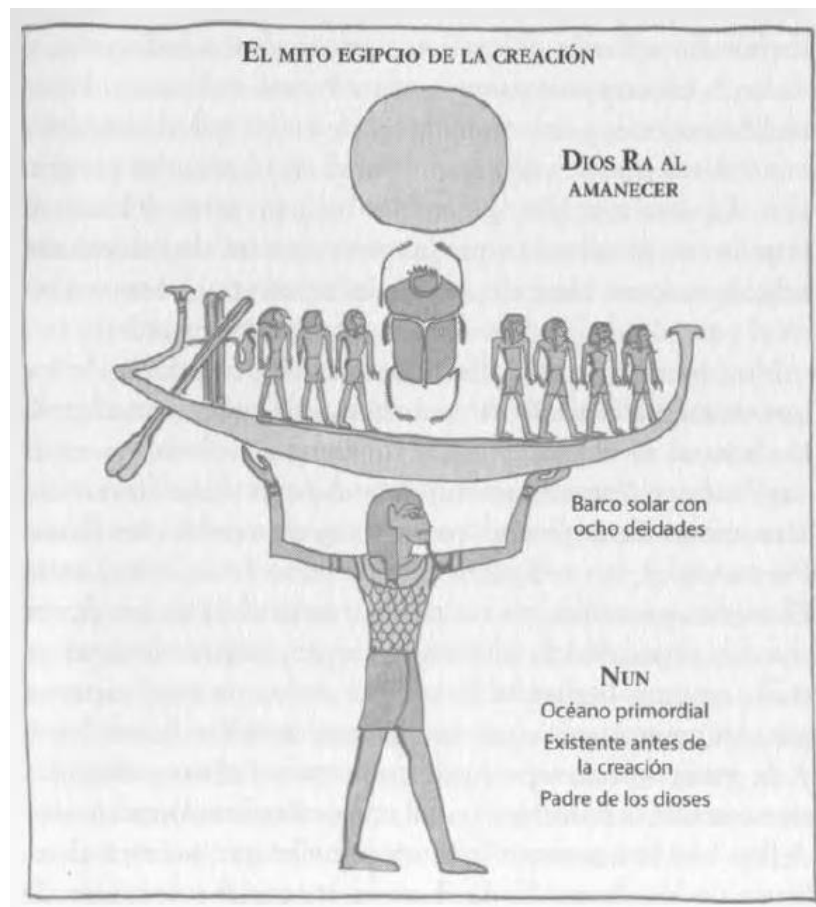 EL MITO EGIPCIO DE LA CREACIÓN
DIOS RA AL
AMANECER
Barco solar con
ocho deidades
NUN
Océano primordial
Existente antes de
la creación
Padre de los dioses